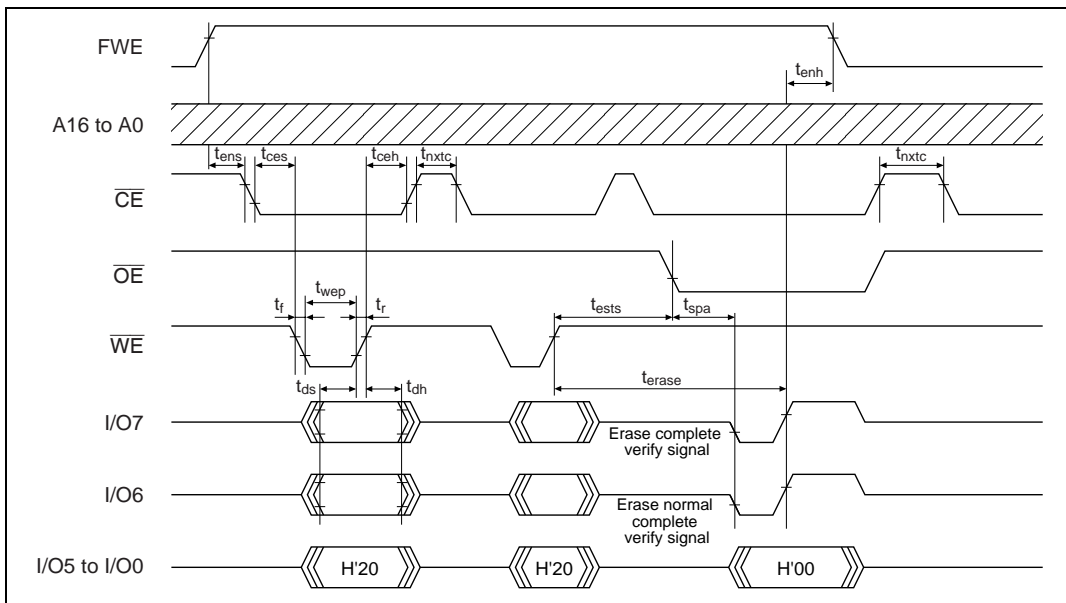 FWE
t_enh
A16 to A0
t_ens
t_ces
t_ceh
t_nxtc
t_nxtc
CE
OE
t_wep
t_f
t_r
t_ests
t_spa
WE
t_erase
t_ds
t_dh
I/O7
Erase complete
verify signal
I/O6
Erase normal
complete
verify signal
I/O5 to I/O0
H'20
H'20
H'00